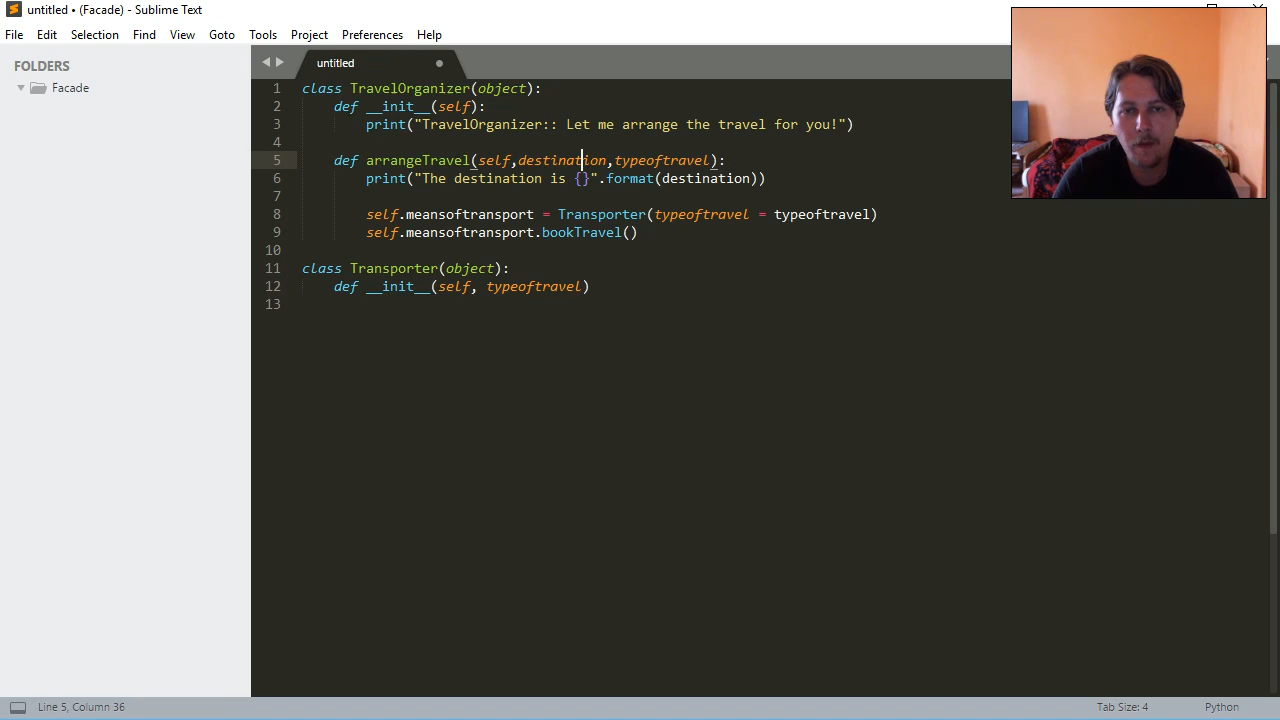 untitled • (Facade) - Sublime Text
File Edit Selection Find View Goto Tools Project Preferences Help
FOLDERS
Facade
untitled
1 class TravelOrganizer(object):
2 def __init__(self):
3 print("TravelOrganizer:: Let me arrange the travel for you!")
4
5 def arrangeTravel(self,destination,typeoftravel):
6 print("The destination is {}".format(destination))
7
8 self.meansoftransport = Transporter(typeoftravel = typeoftravel)
9 self.meansoftransport.bookTravel()
10
11 class Transporter(object):
12 def __init__(self, typeoftravel)
13
Line 5, Column 36
Tab Size: 4
Python